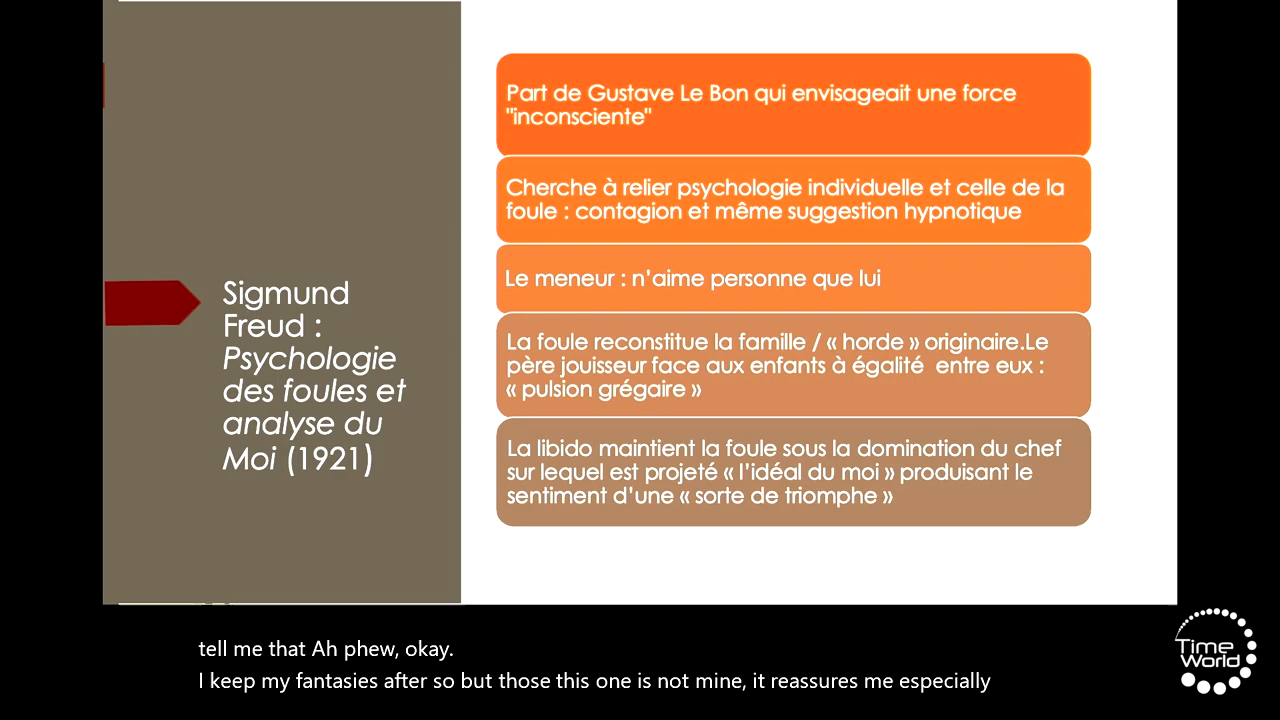 Sigmund
Freud :
Psychologie
des foules et
analyse du
Moi (1921)
Part de Gustave Le Bon qui envisageait une force
"inconsciente"
Cherche à relier psychologie individuelle et celle de la
foule : contagion et même suggestion hypnotique
Le meneur : n’aime personne que lui
La foule reconstitue la famille / « horde » originaire.Le
père jouisseur face aux enfants à égalité  entre eux :
« pulsion grégaire »
La libido maintient la foule sous la domination du chef
sur lequel est projeté « l’idéal du moi » produisant le
sentiment d’une « sorte de triomphe »
tell me that Ah phew, okay.
I keep my fantasies after so but those this one is not mine, it reassures me especially
Time
World